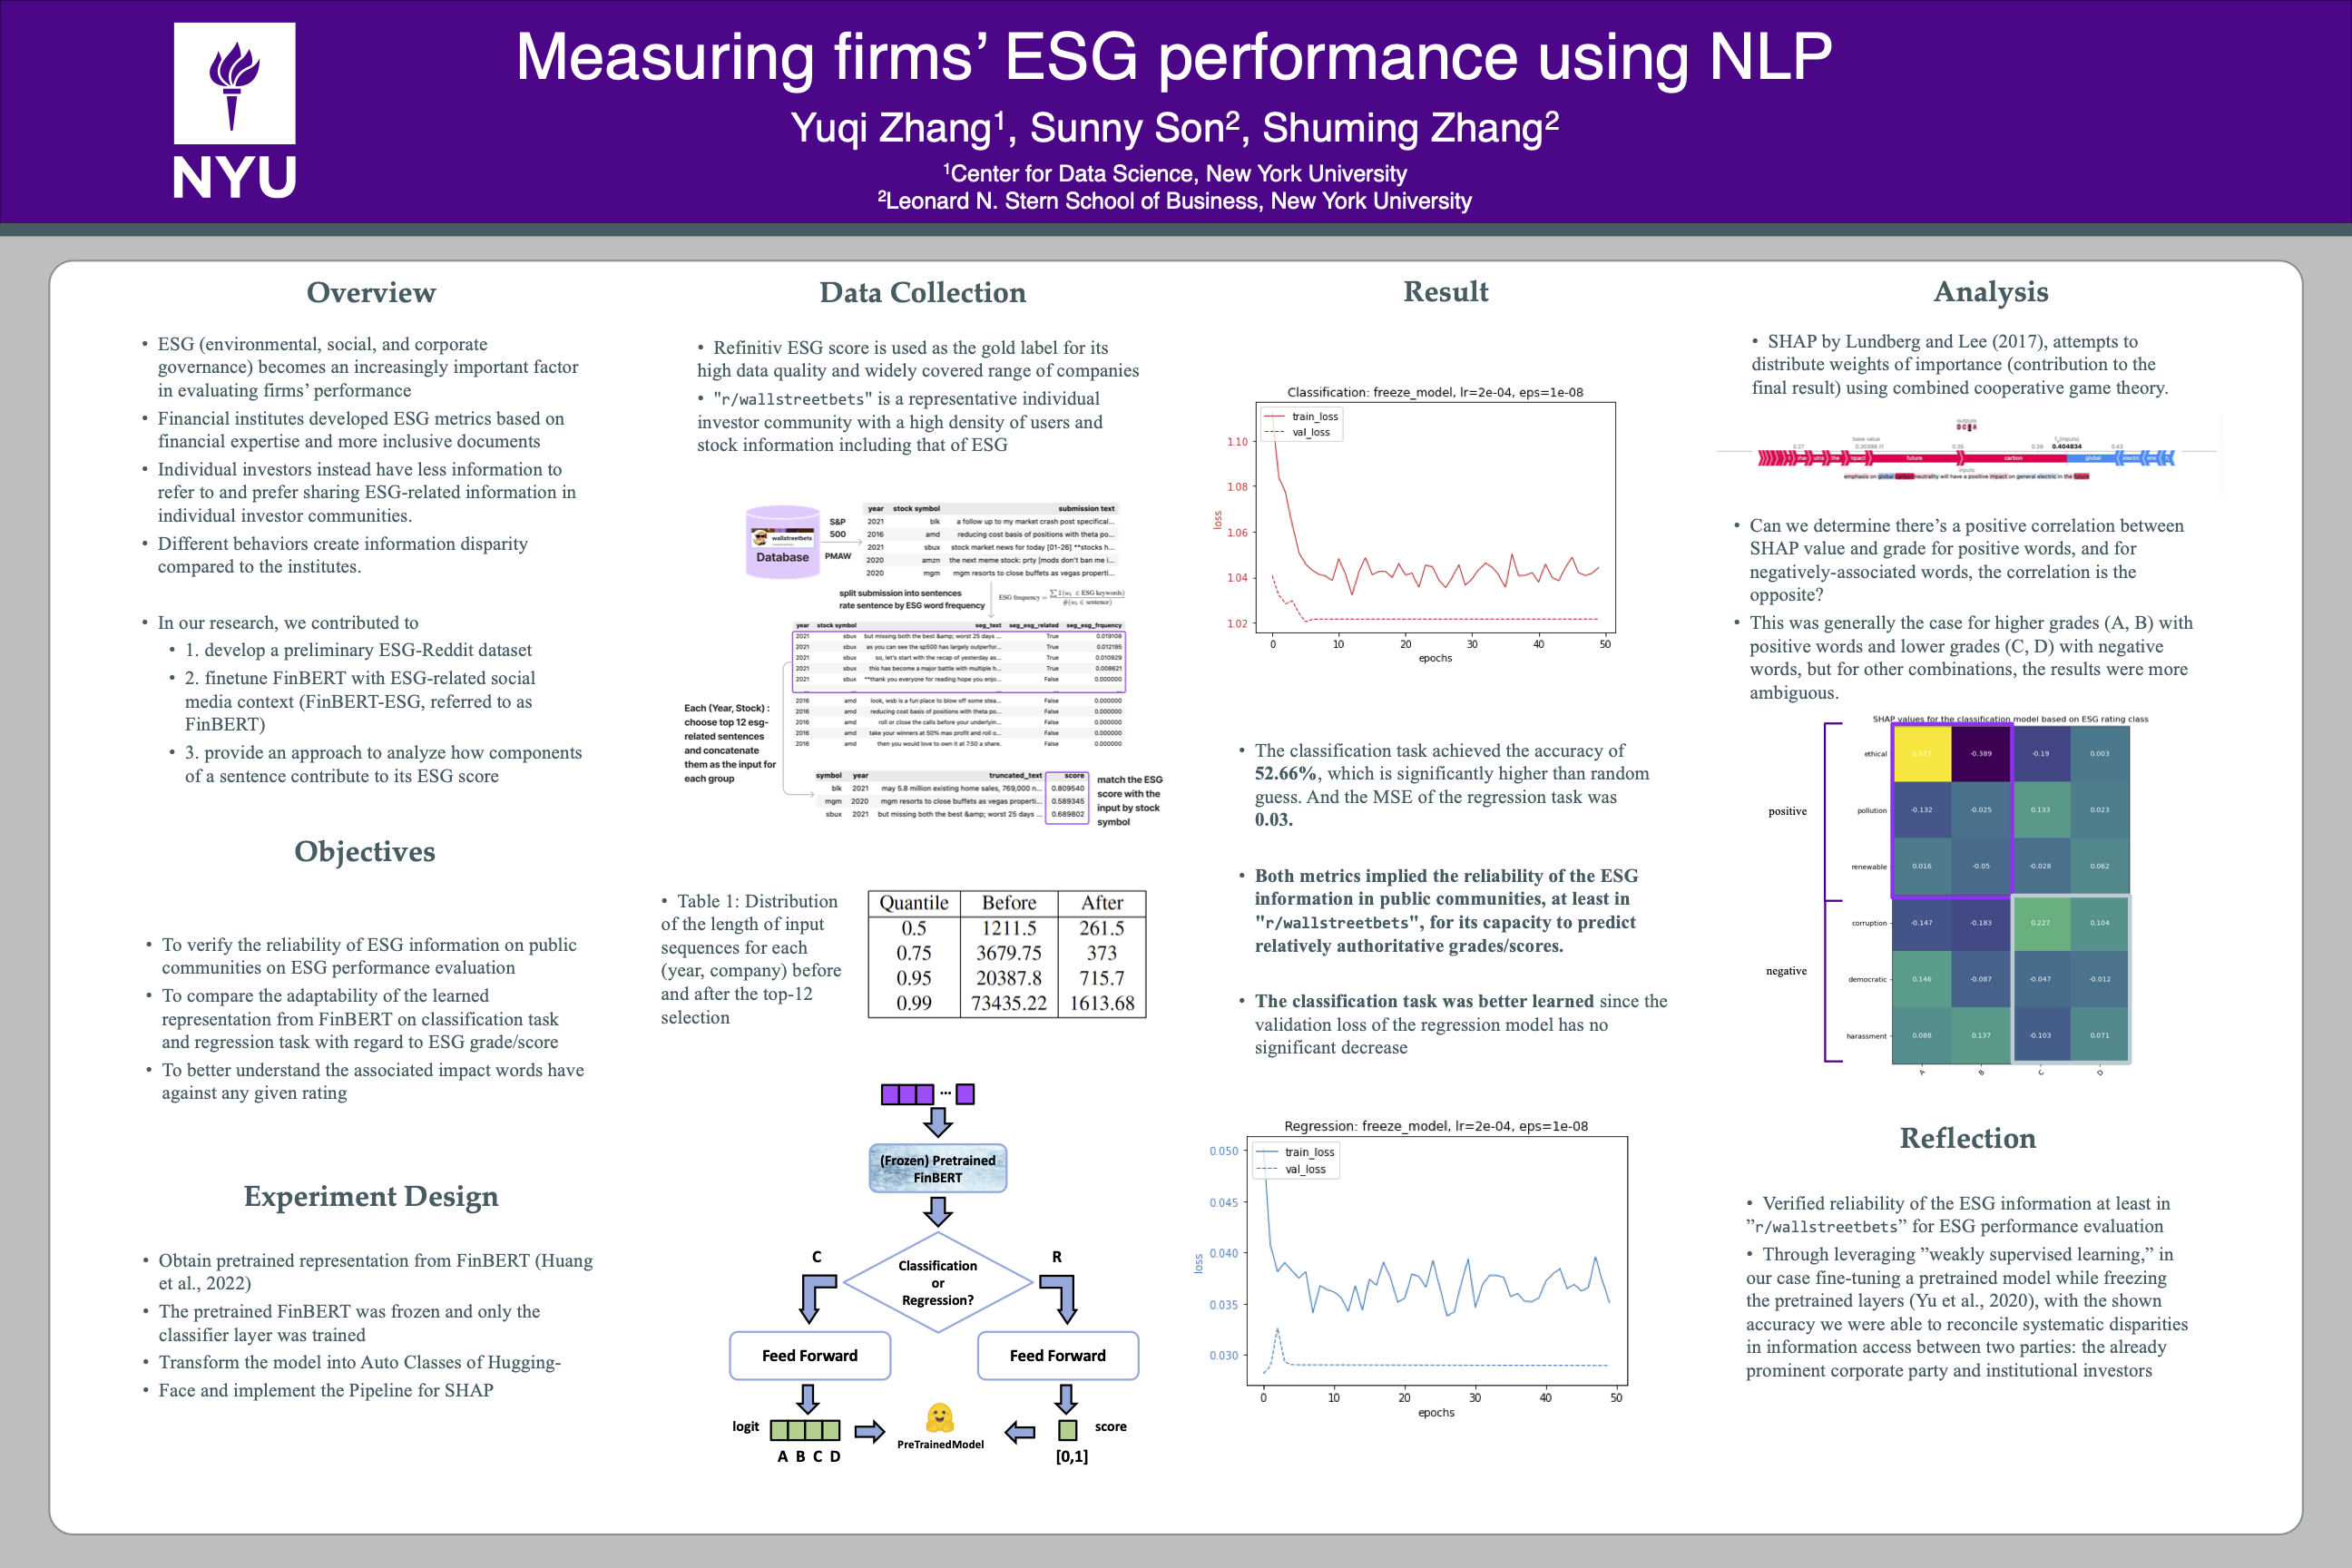 NYU
Measuring firms’ ESG performance using NLP
Yuqi Zhang¹, Sunny Son², Shuming Zhang²
¹Center for Data Science, New York University
²Leonard N. Stern School of Business, New York University
Overview
• ESG (environmental, social, and corporate
governance) becomes an increasingly important factor
in evaluating firms’ performance
• Financial institutes developed ESG metrics based on
financial expertise and more inclusive documents
• Individual investors instead have less information to
refer to and prefer sharing ESG-related information in
individual investor communities.
• Different behaviors create information disparity
compared to the institutes.
• In our research, we contributed to
• 1. develop a preliminary ESG-Reddit dataset
• 2. finetune FinBERT with ESG-related social
media context (FinBERT-ESG, referred to as
FinBERT)
• 3. provide an approach to analyze how components
of a sentence contribute to its ESG score
Objectives
• To verify the reliability of ESG information on public
communities on ESG performance evaluation
• To compare the adaptability of the learned
representation from FinBERT on classification task
and regression task with regard to ESG grade/score
• To better understand the associated impact words have
against any given rating
Experiment Design
• Obtain pretrained representation from FinBERT (Huang
et al., 2022)
• The pretrained FinBERT was frozen and only the
classifier layer was trained
• Transform the model into Auto Classes of Hugging-
• Face and implement the Pipeline for SHAP
Data Collection
• Refinitiv ESG score is used as the gold label for its
high data quality and widely covered range of companies
• "r/wallstreetbets" is a representative individual
investor community with a high density of users and
stock information including that of ESG
wallstreetbets
Database
S&P
500
PMAW
year stock symbol submission text
2021 blk a follow up to my market crash post specifical...
2016 amd reducing cost basis of positions with theta po...
2021 sbux stock market news for today [01-26] **stocks h...
2020 amzn the next meme stock: prty [mods don't ban me i...
2020 mgm mgm resorts to close buffets as vegas properti...
split submission into sentences
rate sentence by ESG word frequency
ESG frequency = ∑ 1(wᵢ ∈ ESG keywords) / #(wᵢ ∈ sentence)
year stock symbol seg_text seg_esg_related seg_esg_frquency
2021 sbux but missing both the best &amp; worst 25 days ... True 0.019108
2021 sbux as you can see the sp500 has largely outperfor... True 0.012195
2021 sbux so, let's start with the recap of yesterday as... True 0.010929
2021 sbux this has become a major battle with multiple h... True 0.008621
2021 sbux **thank you everyone for reading hope you enjo... False 0.000000
... ... ... ... ...
2016 amd look, wsb is a fun place to blow off some stea... False 0.000000
2016 amd reducing cost basis of positions with theta po... False 0.000000
2016 amd roll or close the calls before your underlyin... False 0.000000
2016 amd take your winners at 50% max profit and roll o... False 0.000000
2016 amd then you would love to own it at 7.50 a share. False 0.000000
Each (Year, Stock) :
choose top 12 esg-
related sentences
and concatenate
them as the input for
each group
symbol year truncated_text score
blk 2021 may 5.8 million existing home sales, 769,000 n... 0.809540
mgm 2020 mgm resorts to close buffets as vegas properti... 0.589345
sbux 2021 but missing both the best &amp; worst 25 days ... 0.689802
match the ESG
score with the
input by stock
symbol
• Table 1: Distribution
of the length of input
sequences for each
(year, company) before
and after the top-12
selection
Quantile Before After
0.5 1211.5 261.5
0.75 3679.75 373
0.95 20387.8 715.7
0.99 73435.22 1613.68
...
(Frozen) Pretrained
FinBERT
Classification
or
Regression?
C
R
Feed Forward
Feed Forward
logit
A B C D
PreTrainedModel
score
[0,1]
Result
Classification: freeze_model, lr=2e-04, eps=1e-08
train_loss
val_loss
1.10
1.08
1.06
1.04
1.02
loss
0 10 20 30 40 50
epochs
• The classification task achieved the accuracy of
52.66%, which is significantly higher than random
guess. And the MSE of the regression task was
0.03.
• Both metrics implied the reliability of the ESG
information in public communities, at least in
"r/wallstreetbets", for its capacity to predict
relatively authoritative grades/scores.
• The classification task was better learned since the
validation loss of the regression model has no
significant decrease
Regression: freeze_model, lr=2e-04, eps=1e-08
train_loss
val_loss
0.050
0.045
0.040
0.035
0.030
loss
0 10 20 30 40 50
epochs
Analysis
• SHAP by Lundberg and Lee (2017), attempts to
distribute weights of importance (contribution to the
final result) using combined cooperative game theory.
outputs
base value
0.27 0.35 0.39 0.404834 0.43
future carbon global
inputs
emphasis on global carbon neutrality will have a positive impact on general electric in the future
• Can we determine there’s a positive correlation between
SHAP value and grade for positive words, and for
negatively-associated words, the correlation is the
opposite?
• This was generally the case for higher grades (A, B) with
positive words and lower grades (C, D) with negative
words, but for other combinations, the results were more
ambiguous.
SHAP values for the classification model based on ESG rating class
positive
negative
ethical 0.577 -0.389 -0.19 0.003
pollution -0.132 -0.025 0.133 0.023
renewable 0.016 -0.05 -0.028 0.062
corruption -0.147 -0.183 0.227 0.104
democratic 0.146 -0.087 -0.047 -0.012
harassment 0.088 0.137 -0.103 0.071
A B C D
Reflection
• Verified reliability of the ESG information at least in
”r/wallstreetbets” for ESG performance evaluation
• Through leveraging ”weakly supervised learning,” in
our case fine-tuning a pretrained model while freezing
the pretrained layers (Yu et al., 2020), with the shown
accuracy we were able to reconcile systematic disparities
in information access between two parties: the already
prominent corporate party and institutional investors